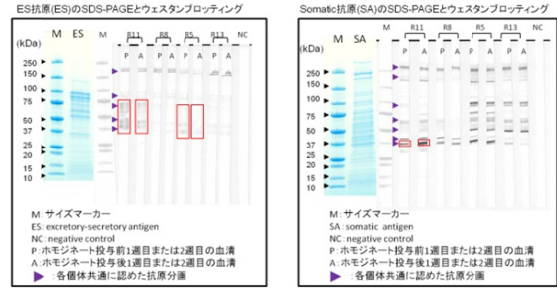 ES抗原(ES)のSDS-PAGEとウェスタンブロッティング
(kDa) M ES M R11 R8 R5 R13 NC
P A P A P A P A
250
150
100
75
50
37
25
20
15
10
M:サイズマーカー
ES: excretory-secretory antigen
NC: negative control
P:ホモジネート投与前1週目または2週目の血清
A:ホモジネート投与後1週目または2週目の血清
:各個体共通に認めた抗原分画
Somatic抗原(SA)のSDS-PAGEとウェスタンブロッティング
(kDa) M SA M R11 R8 R5 R13 NC
P A P A P A P A
250
150
100
75
50
37
25
20
15
10
M:サイズマーカー
SA: somatic antigen
NC: negative control
P:ホモジネート投与前1週目または2週目の血清
A:ホモジネート投与後1週目または2週目の血清
:各個体共通に認めた抗原分画